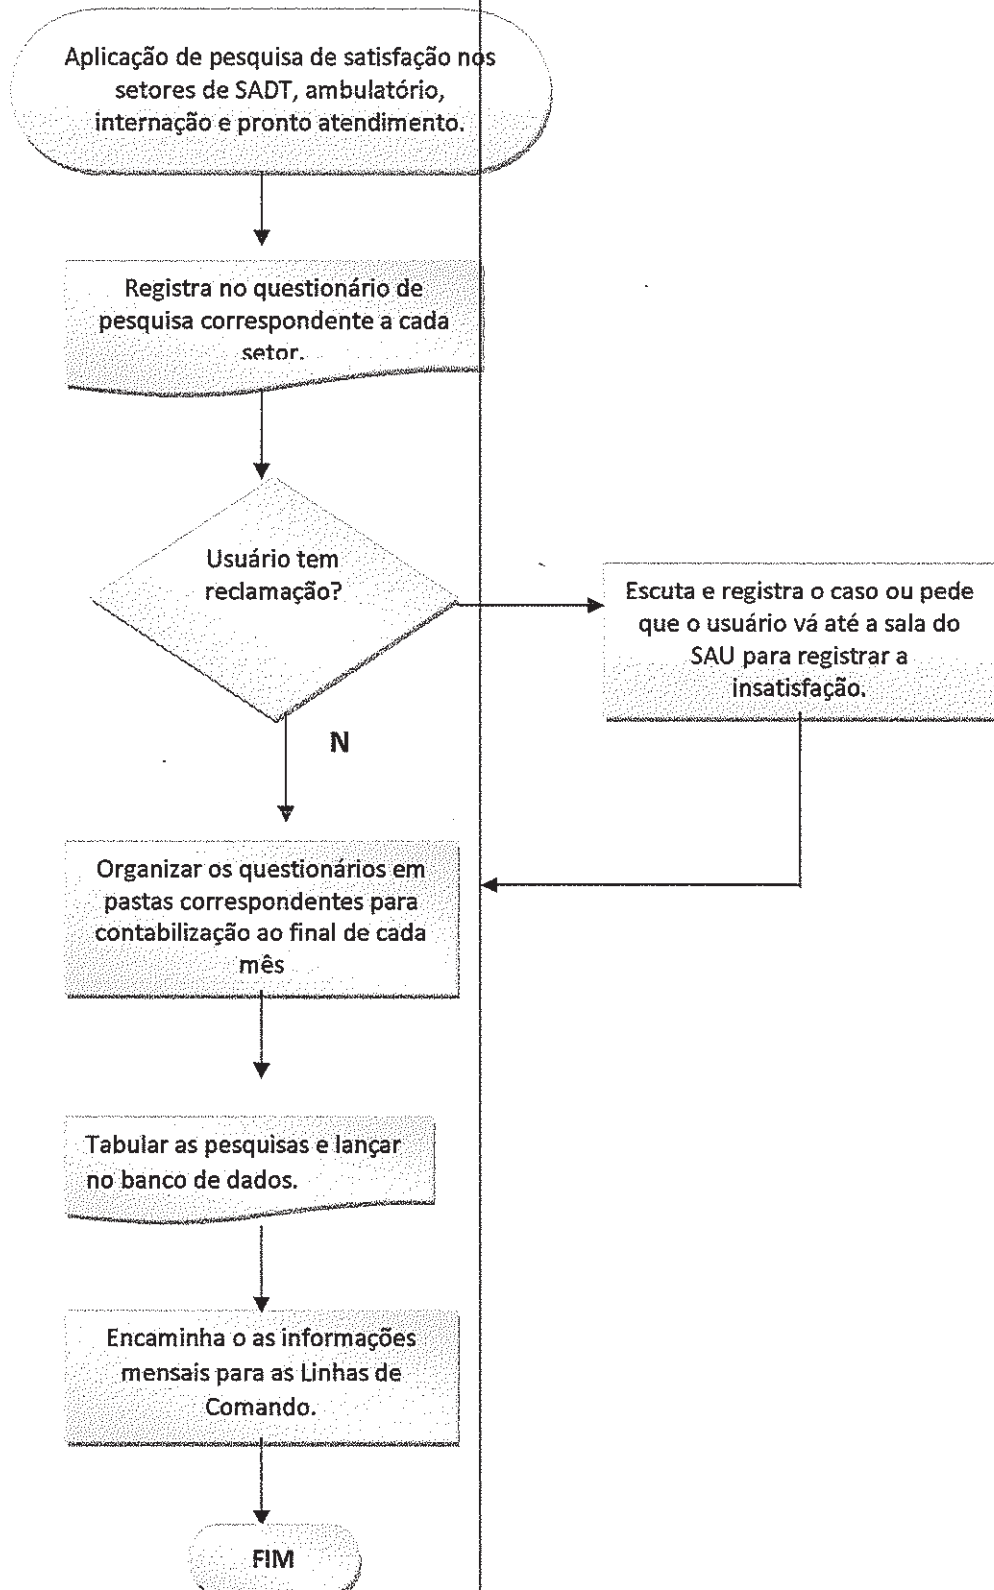 Aplicação de pesquisa de satisfação nos
setores de SADT, ambulatório,
internação e pronto atendimento.
Registra no questionário de
pesquisa correspondente a cada
setor.
Usuário tem
reclamação?
Escuta e registra o caso ou pede
que o usuário vá até a sala do
SAU para registrar a
insatisfação.
N
Organizar os questionários em
pastas correspondentes para
contabilização ao final de cada
mês
Tabular as pesquisas e lançar
no banco de dados.
Encaminha o as informações
mensais para as Linhas de
Comando.
FIM